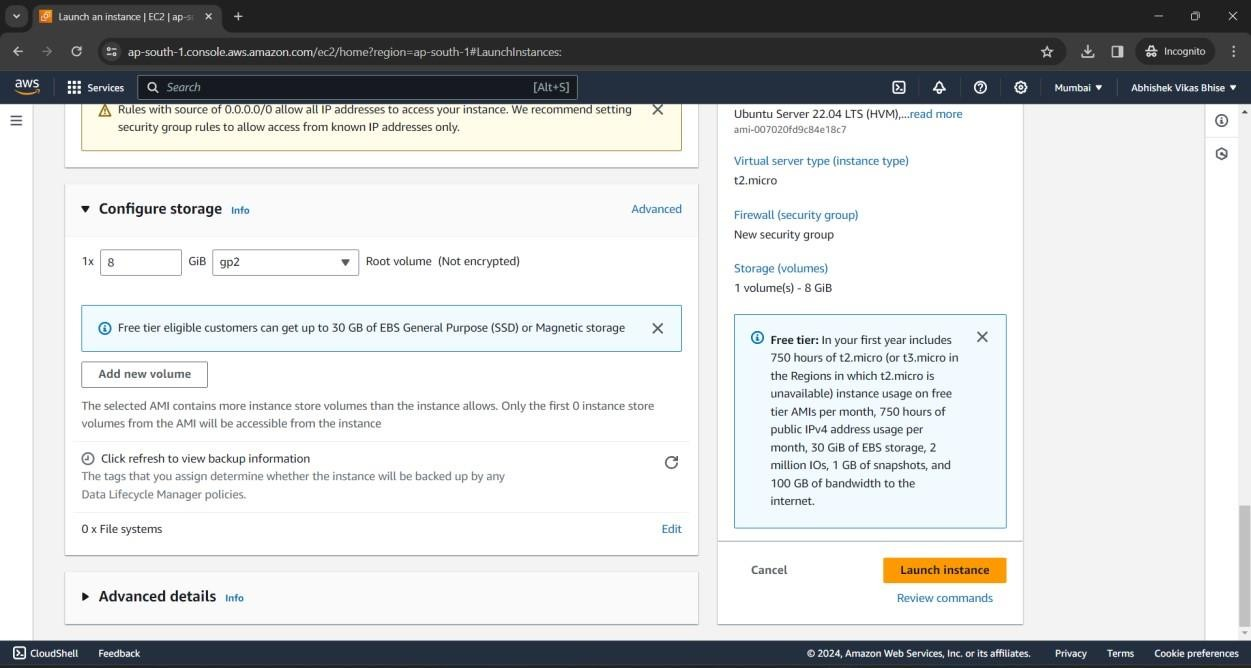 Launch an instance | EC2 | ap-s
ap-south-1.console.aws.amazon.com/ec2/home?region=ap-south-1#LaunchInstances:
Incognito
aws
Services
Search
[Alt+S]
Mumbai
Abhishek Vikas Bhise
Rules with source of 0.0.0.0/0 allow all IP addresses to access your instance. We recommend setting
security group rules to allow access from known IP addresses only.
Configure storage Info
Advanced
1x 8 GiB gp2 Root volume (Not encrypted)
Free tier eligible customers can get up to 30 GB of EBS General Purpose (SSD) or Magnetic storage
Add new volume
The selected AMI contains more instance store volumes than the instance allows. Only the first 0 instance store
volumes from the AMI will be accessible from the instance
Click refresh to view backup information
The tags that you assign determine whether the instance will be backed up by any
Data Lifecycle Manager policies.
0 x File systems
Edit
Advanced details Info
Ubuntu Server 22.04 LTS (HVM),...read more
ami-007020fd9c84e18c7
Virtual server type (instance type)
t2.micro
Firewall (security group)
New security group
Storage (volumes)
1 volume(s) - 8 GiB
Free tier: In your first year includes
750 hours of t2.micro (or t3.micro in
the Regions in which t2.micro is
unavailable) instance usage on free
tier AMIs per month, 750 hours of
public IPv4 address usage per
month, 30 GiB of EBS storage, 2
million IOs, 1 GB of snapshots, and
100 GB of bandwidth to the
internet.
Cancel
Launch instance
Review commands
CloudShell
Feedback
© 2024, Amazon Web Services, Inc. or its affiliates.
Privacy
Terms
Cookie preferences